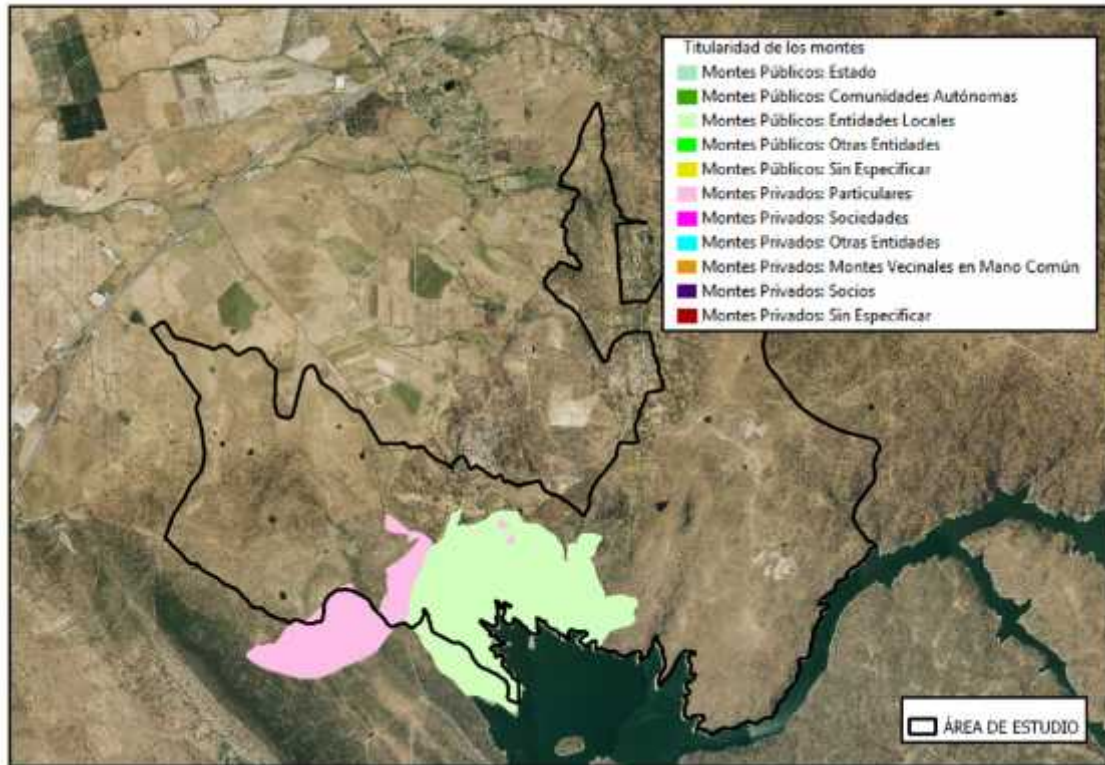 Titularidad de los montes
Montes Públicos: Estado
Montes Públicos: Comunidades Autónomas
Montes Públicos: Entidades Locales
Montes Públicos: Otras Entidades
Montes Públicos: Sin Especificar
Montes Privados: Particulares
Montes Privados: Sociedades
Montes Privados: Otras Entidades
Montes Privados: Montes Vecinales en Mano Común
Montes Privados: Socios
Montes Privados: Sin Especificar
ÁREA DE ESTUDIO